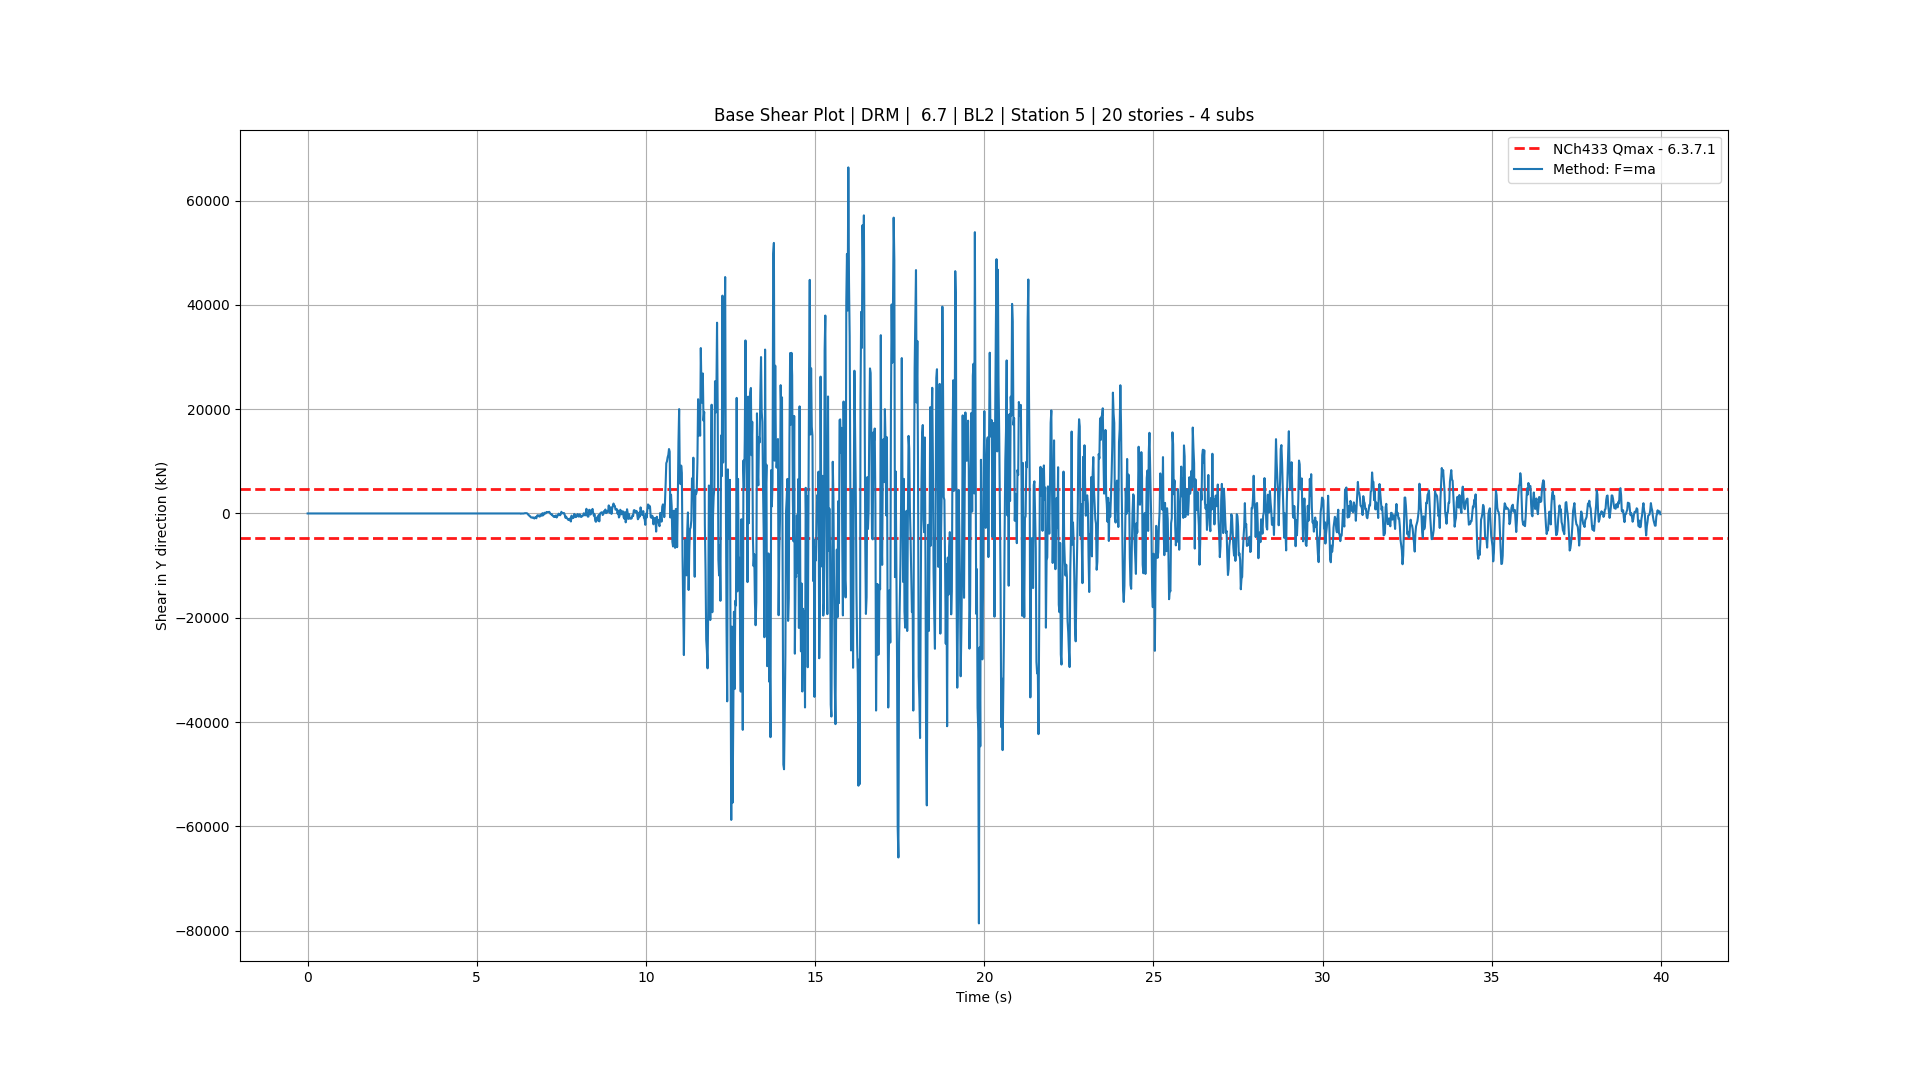 Base Shear Plot | DRM |  6.7 | BL2 | Station 5 | 20 stories - 4 subs
NCh433 Qmax - 6.3.7.1
Method: F=ma
Shear in Y direction (kN)
60000
40000
20000
0
−20000
−40000
−60000
−80000
0 5 10 15 20 25 30 35 40
Time (s)